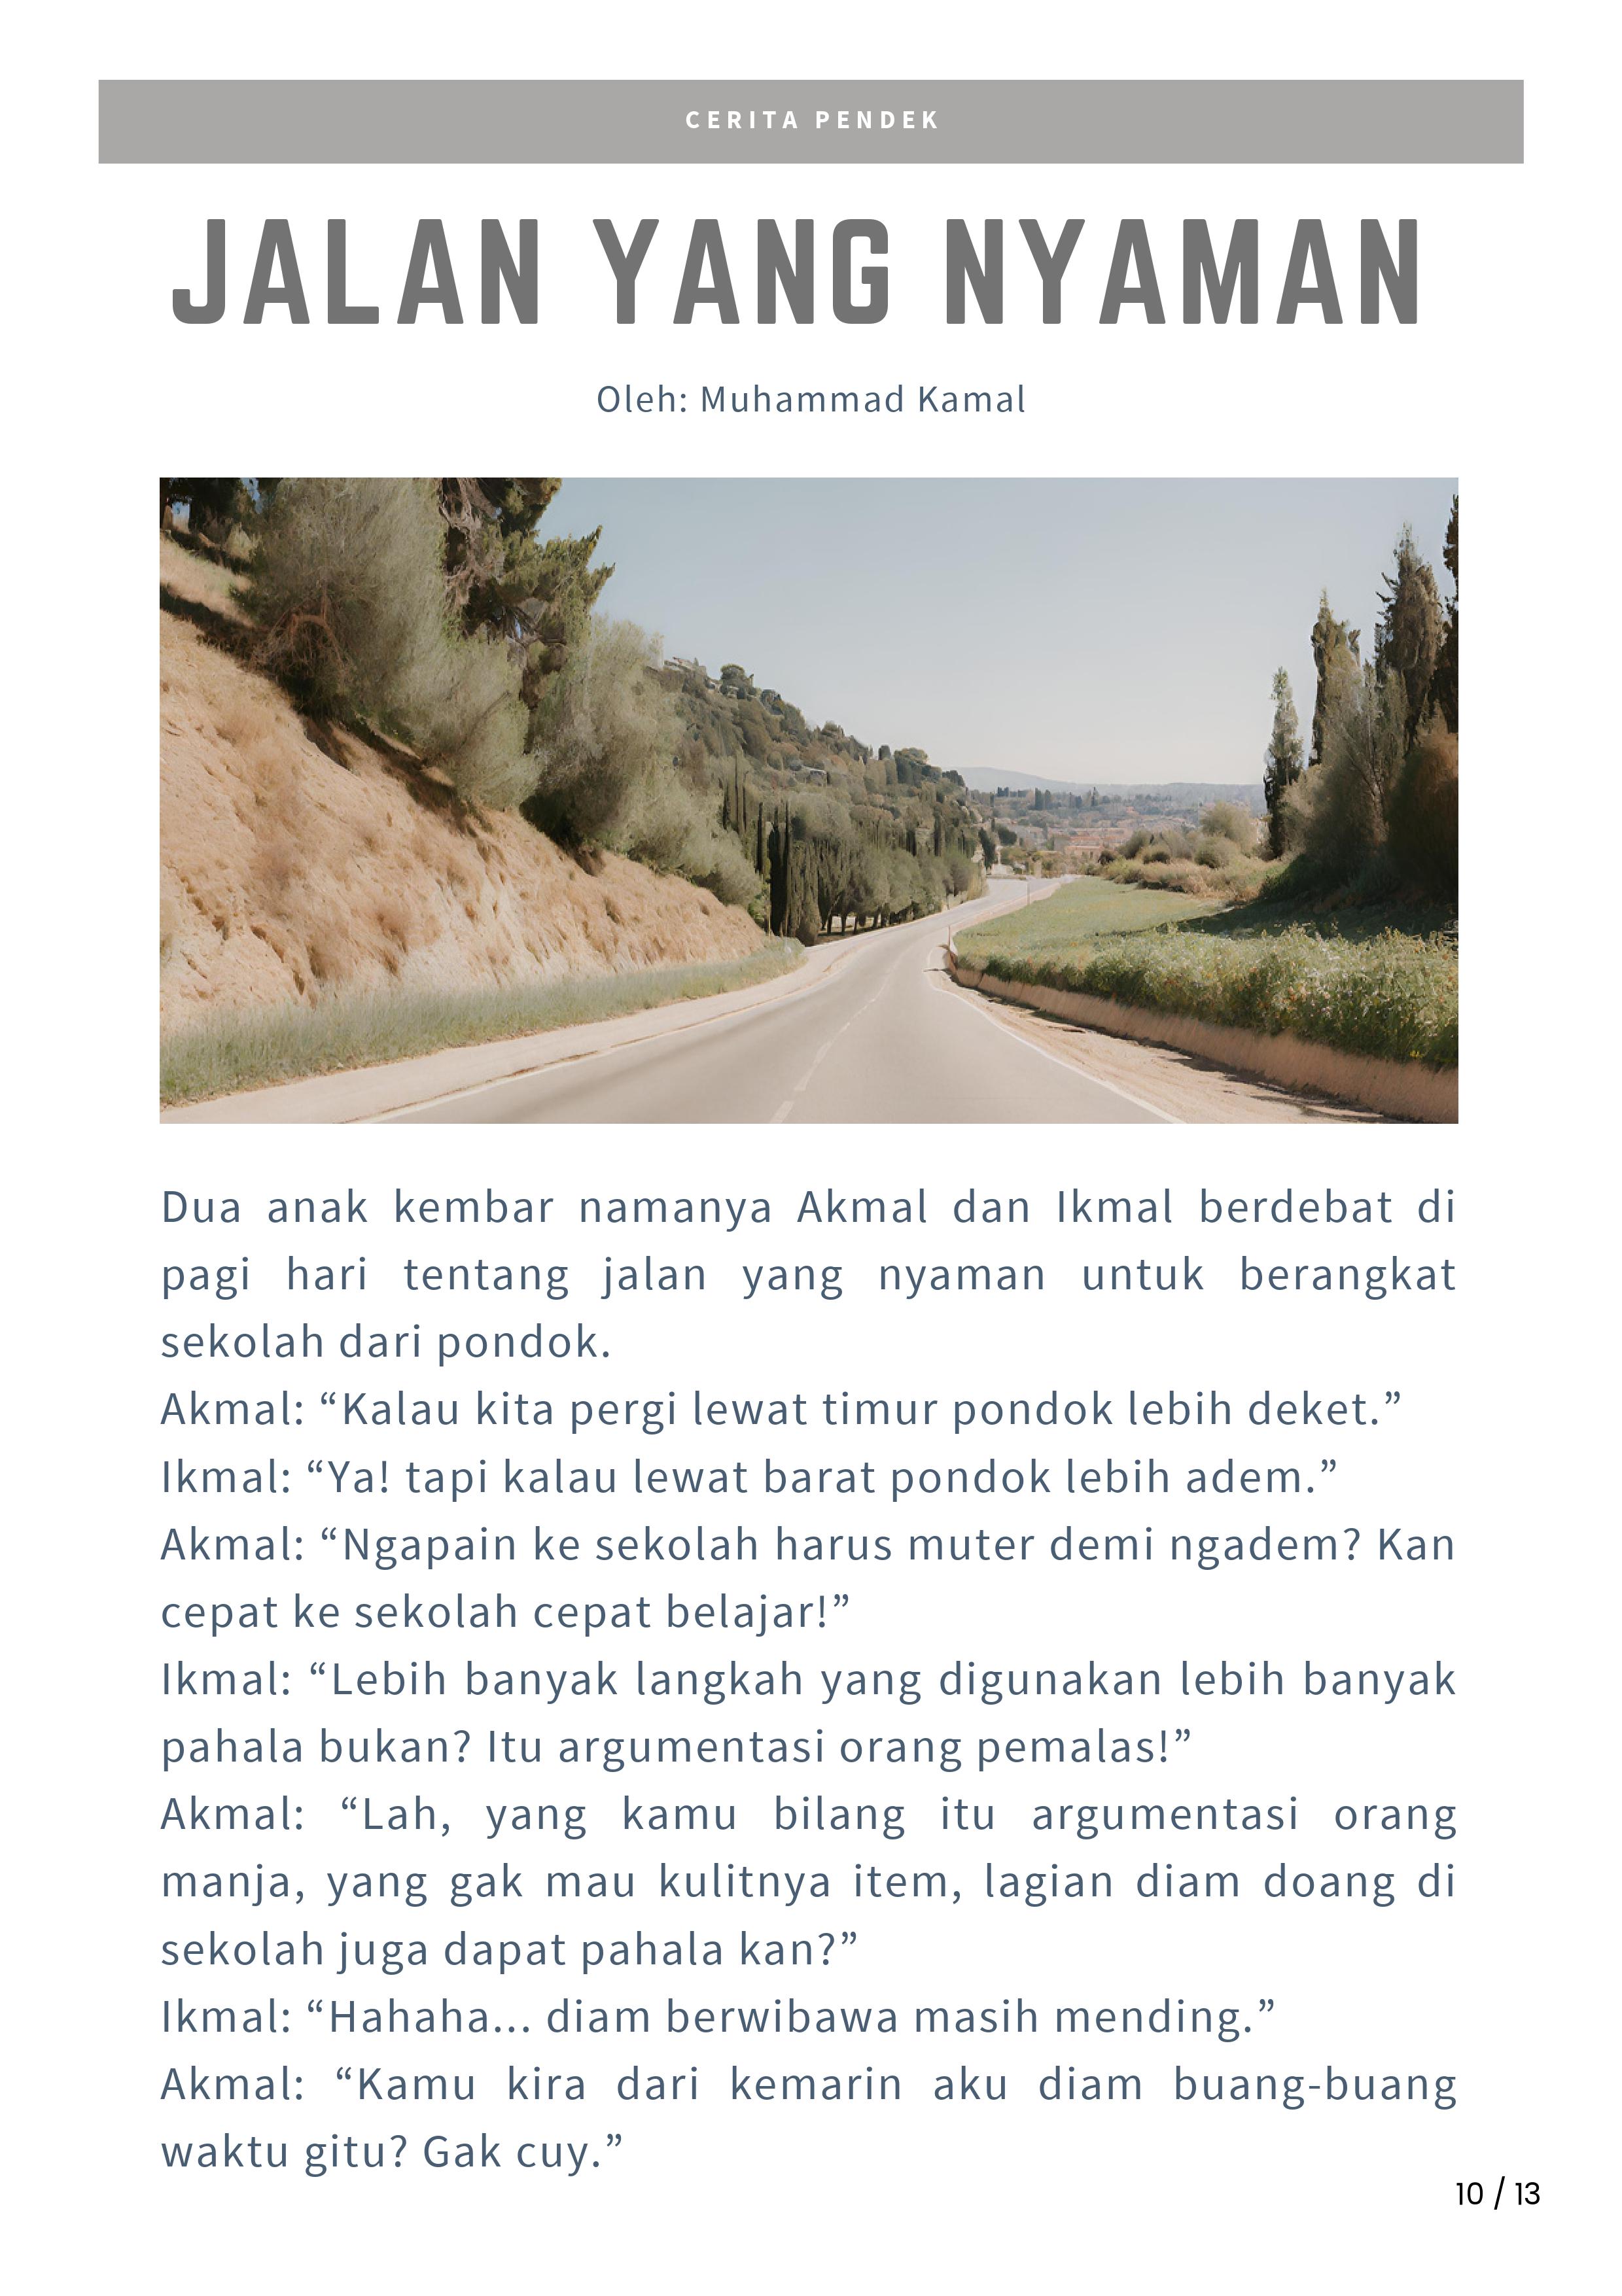 CERITA PENDEK
JALAN YANG NYAMAN
Oleh: Muhammad Kamal
Dua anak kembar namanya Akmal dan Ikmal berdebat di
pagi hari tentang jalan yang nyaman untuk berangkat
sekolah dari pondok.
Akmal: “Kalau kita pergi lewat timur pondok lebih deket.”
Ikmal: “Ya! tapi kalau lewat barat pondok lebih adem.”
Akmal: “Ngapain ke sekolah harus muter demi ngadem? Kan
cepat ke sekolah cepat belajar!”
Ikmal: “Lebih banyak langkah yang digunakan lebih banyak
pahala bukan? Itu argumentasi orang pemalas!”
Akmal: “Lah, yang kamu bilang itu argumentasi orang
manja, yang gak mau kulitnya item, lagian diam doang di
sekolah juga dapat pahala kan?”
Ikmal: “Hahaha... diam berwibawa masih mending.”
Akmal: “Kamu kira dari kemarin aku diam buang-buang
waktu gitu? Gak cuy.”
10 / 13